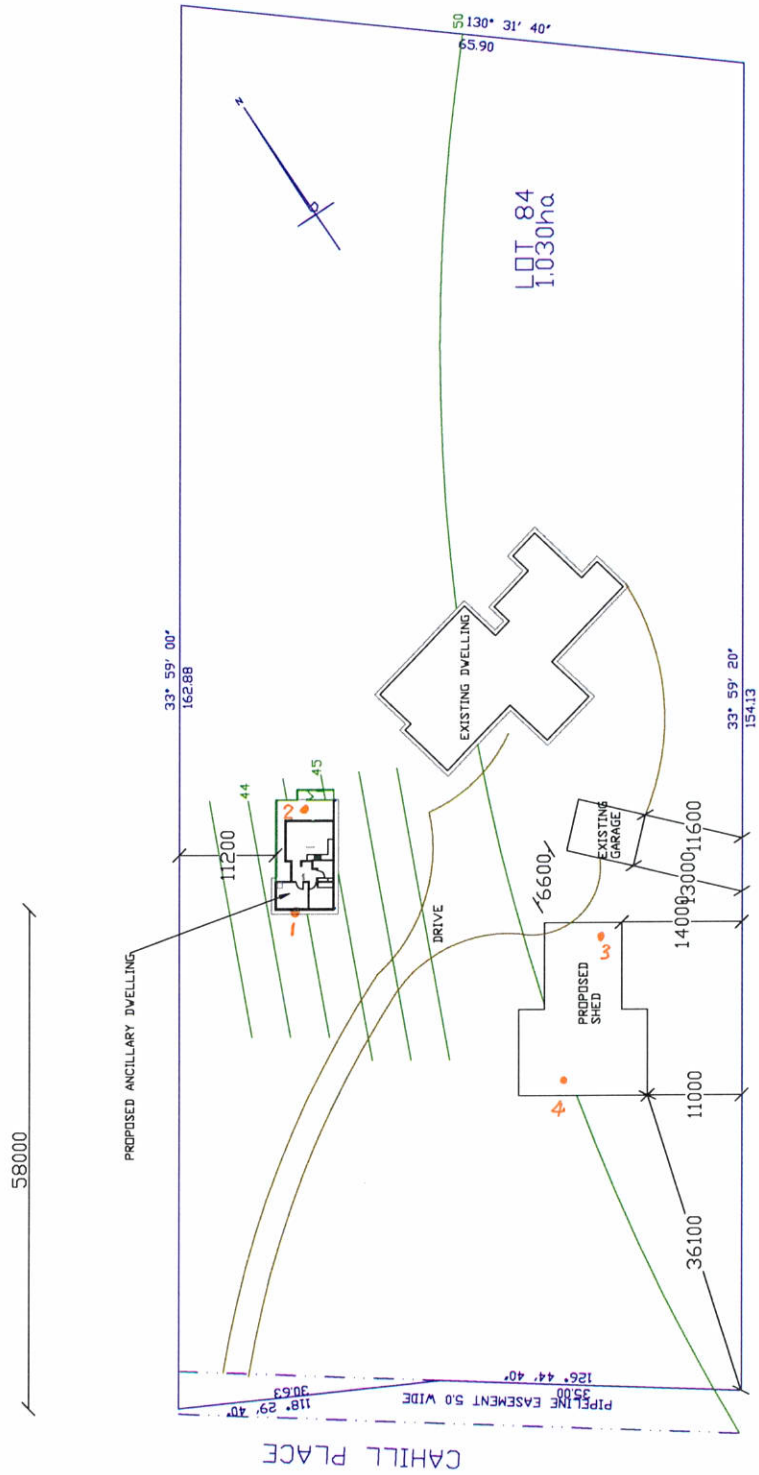 50
130° 31' 40"
65.90
N
LOT 84
1.030ha
33° 59' 00"
162.88
EXISTING DWELLING
33° 59' 20"
154.13
44
45
2
11200
1
PROPOSED ANCILLARY DWELLING
58000
DRIVE
6600
EXISTING
GARAGE
11600
13000
14000
3
PROPOSED
SHED
4
11000
36100
118° 29' 40"
30.63
126° 44' 40"
35.00
PIPELINE EASEMENT 5.0 WIDE
CAHILL PLACE